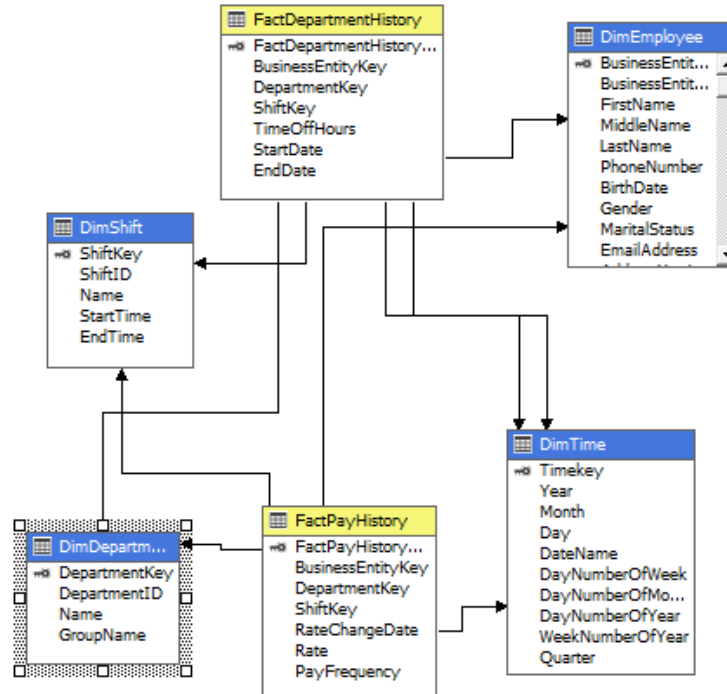 FactDepartmentHistory
FactDepartmentHistory...
BusinessEntityKey
DepartmentKey
ShiftKey
TimeOffHours
StartDate
EndDate
DimEmployee
BusinessEntit...
BusinessEntit...
FirstName
MiddleName
LastName
PhoneNumber
BirthDate
Gender
MaritalStatus
EmailAddress
DimShift
ShiftKey
ShiftID
Name
StartTime
EndTime
DimTime
Timekey
Year
Month
Day
DateName
DayNumberOfWeek
DayNumberOfMo...
DayNumberOfYear
WeekNumberOfYear
Quarter
DimDepartm...
DepartmentKey
DepartmentID
Name
GroupName
FactPayHistory
FactPayHistory...
BusinessEntityKey
DepartmentKey
ShiftKey
RateChangeDate
Rate
PayFrequency